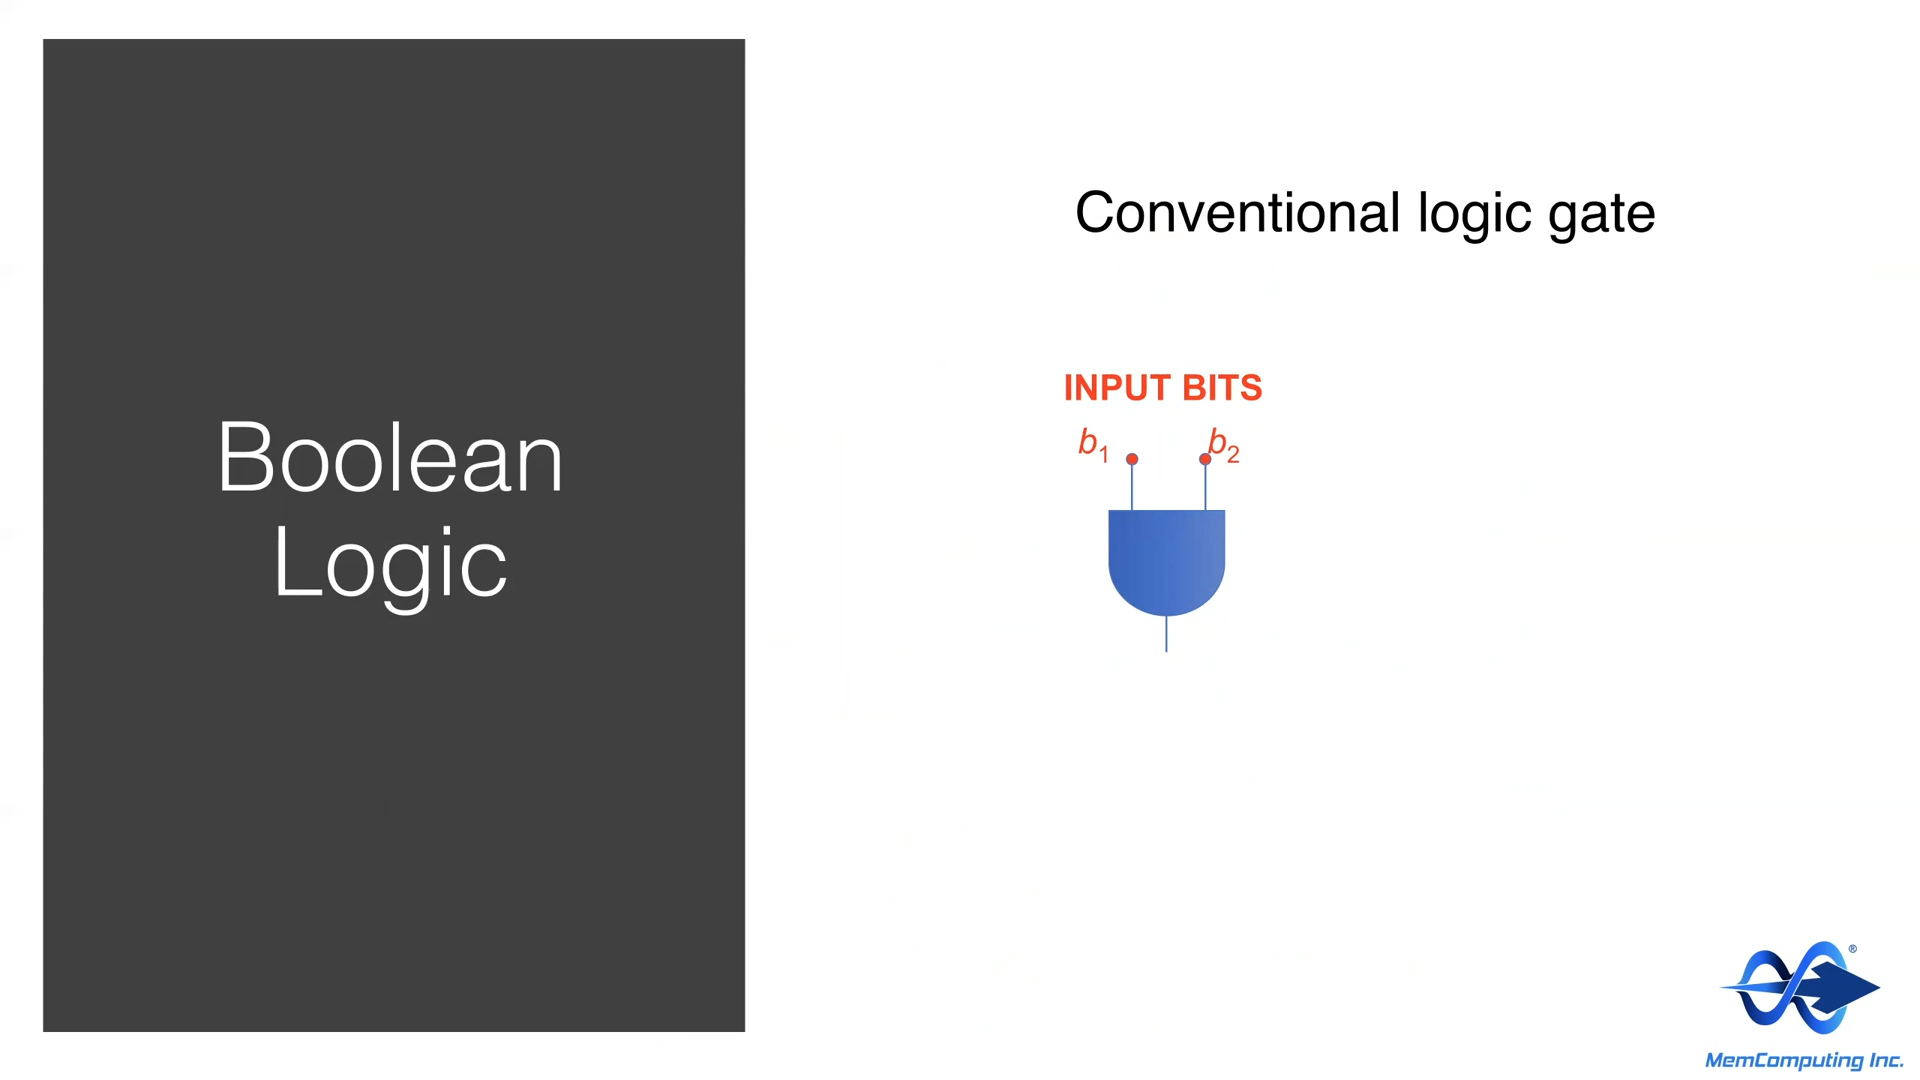 Boolean
Logic
Conventional logic gate
INPUT BITS
b1 b2
®
MemComputing Inc.